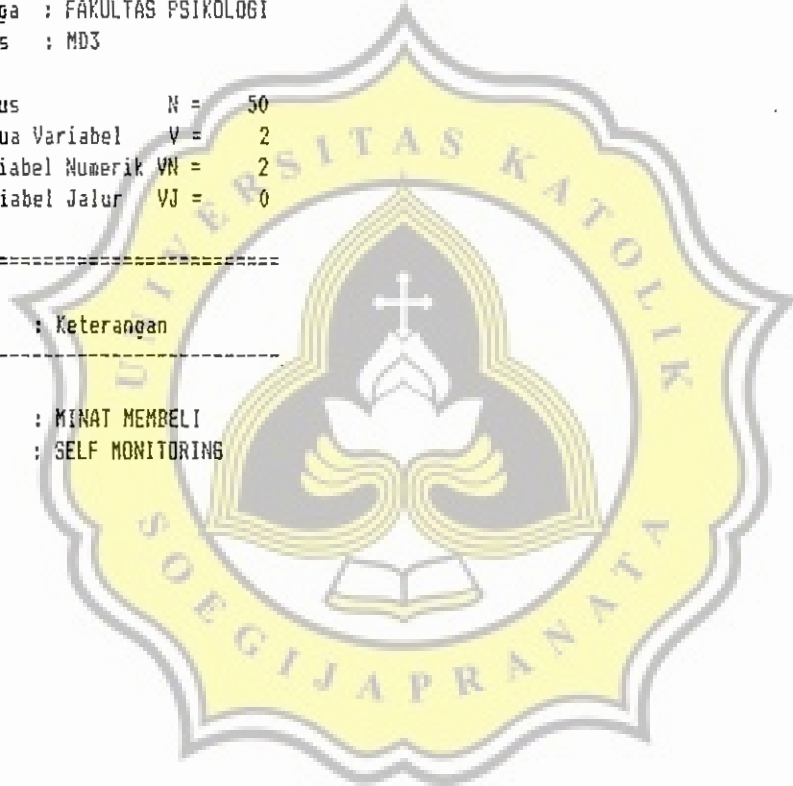 ga : FAKULTAS PSIKOLOGI
s : MD3
us N = 50
ua Variabel V = 2
iabel Numerik VN = 2
iabel Jalur VJ = 0
=========================
: Keterangan
-------------------------
: MINAT MEMBELI
: SELF MONITORING
UNIVERSITAS KATOLIK
SOEGIJAPRANATA